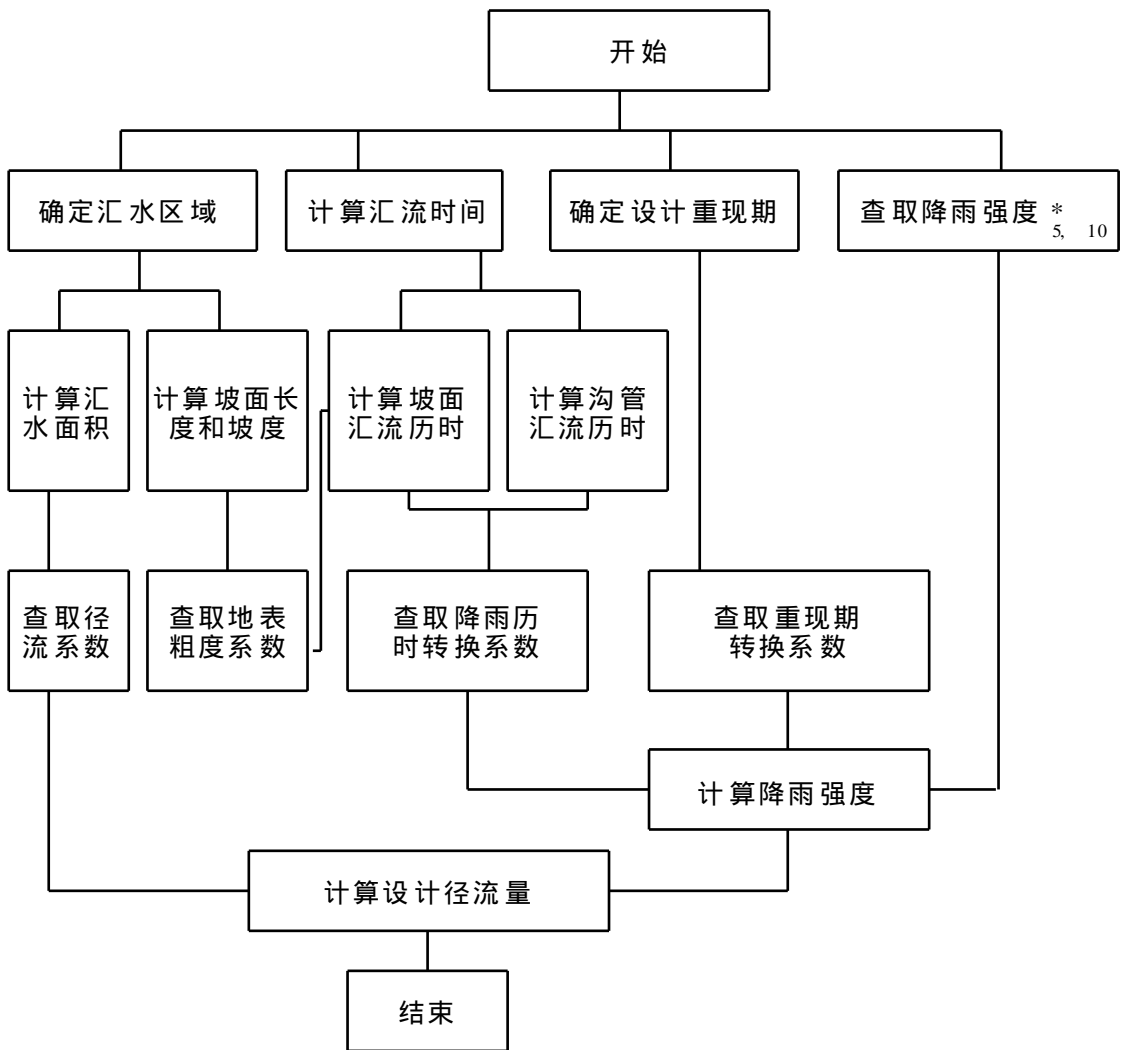 开始
确定汇水区域
计算汇流时间
确定设计重现期
查取降雨强度 *
5, 10
计算汇
水面积
计算坡面长
度和坡度
计算坡面
汇流历时
计算沟管
汇流历时
查取径
流系数
查取地表
粗度系数
查取降雨历
时转换系数
查取重现期
转换系数
计算降雨强度
计算设计径流量
结束